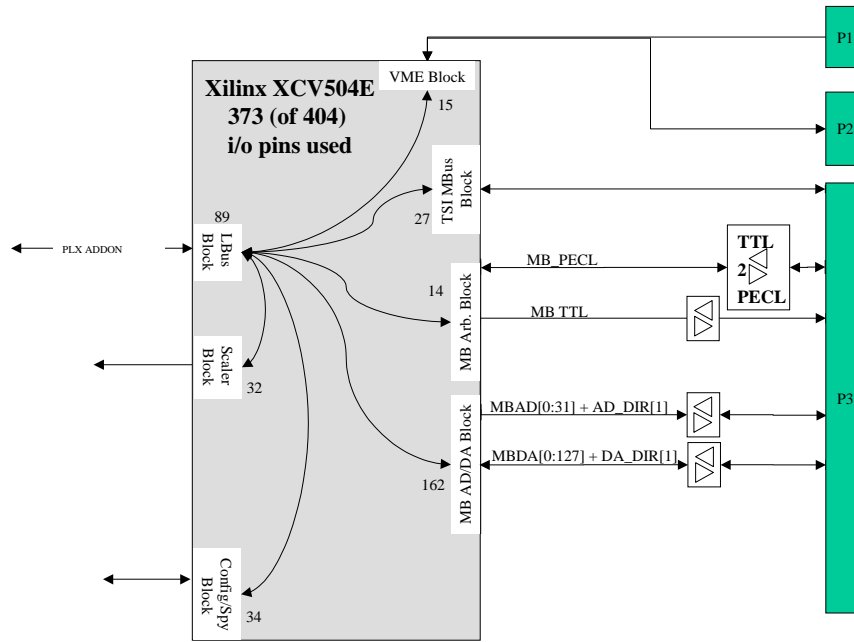 P1
VME Block
Xilinx XCV504E
373 (of 404)
i/o pins used
15
P2
TSI MBus
Block
27
89
LBus
Block
PLX ADDON
MB_PECL
TTL
2
PECL
14
MB Arb. Block
MB TTL
Scaler
Block
32
P3
MBAD[0:31] + AD_DIR[1]
MB AD/DA Block
MBDA[0:127] + DA_DIR[1]
162
Config/Spy
Block
34